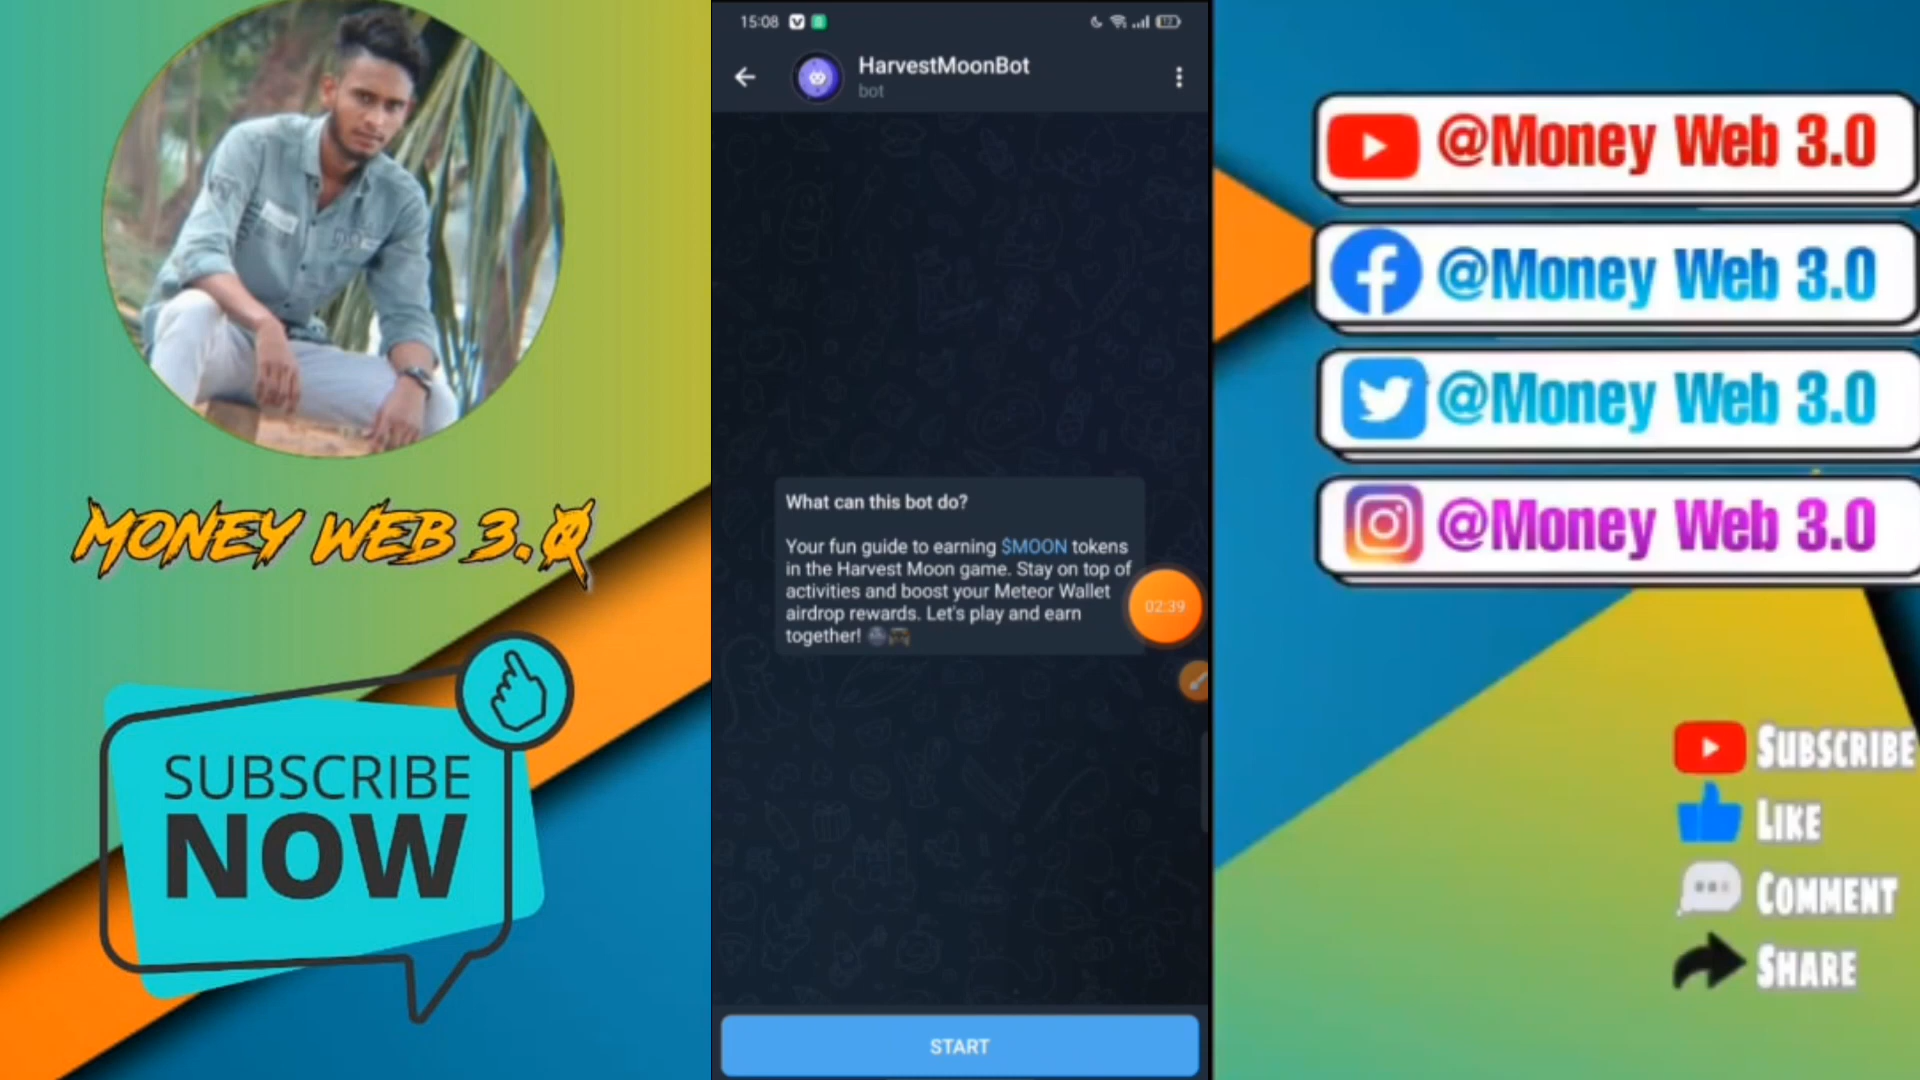 MONEY WEB 3.0
SUBSCRIBE
NOW
15:08
HarvestMoonBot
bot
What can this bot do?
Your fun guide to earning $MOON tokens
in the Harvest Moon game. Stay on top of
activities and boost your Meteor Wallet
airdrop rewards. Let's play and earn
together!
02:39
START
@Money Web 3.0
@Money Web 3.0
@Money Web 3.0
@Money Web 3.0
SUBSCRIBE
LIKE
COMMENT
SHARE